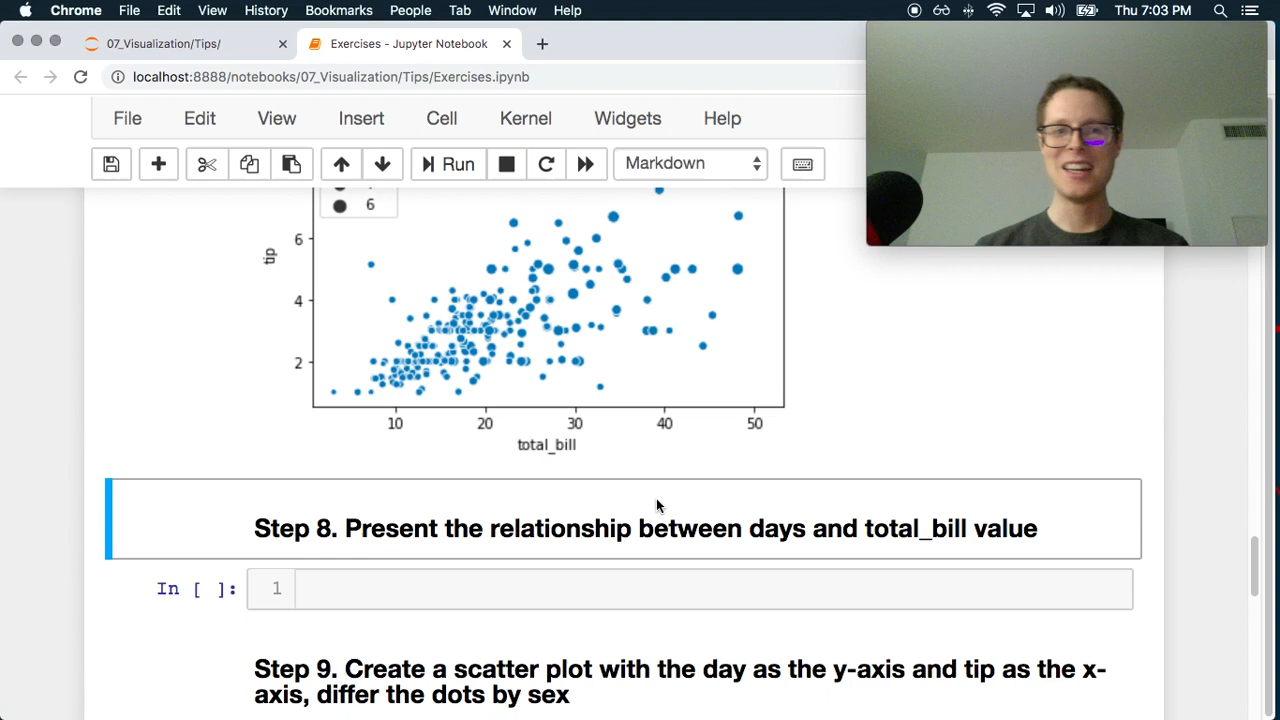 Chrome File Edit View History Bookmarks People Tab Window Help Thu 7:03 PM
07_Visualization/Tips/ Exercises - Jupyter Notebook
localhost:8888/notebooks/07_Visualization/Tips/Exercises.ipynb
File Edit View Insert Cell Kernel Widgets Help
Run Markdown
6
6
tip
4
2
10 20 30 40 50
total_bill
Step 8. Present the relationship between days and total_bill value
In [ ]: 1
Step 9. Create a scatter plot with the day as the y-axis and tip as the x-
axis, differ the dots by sex